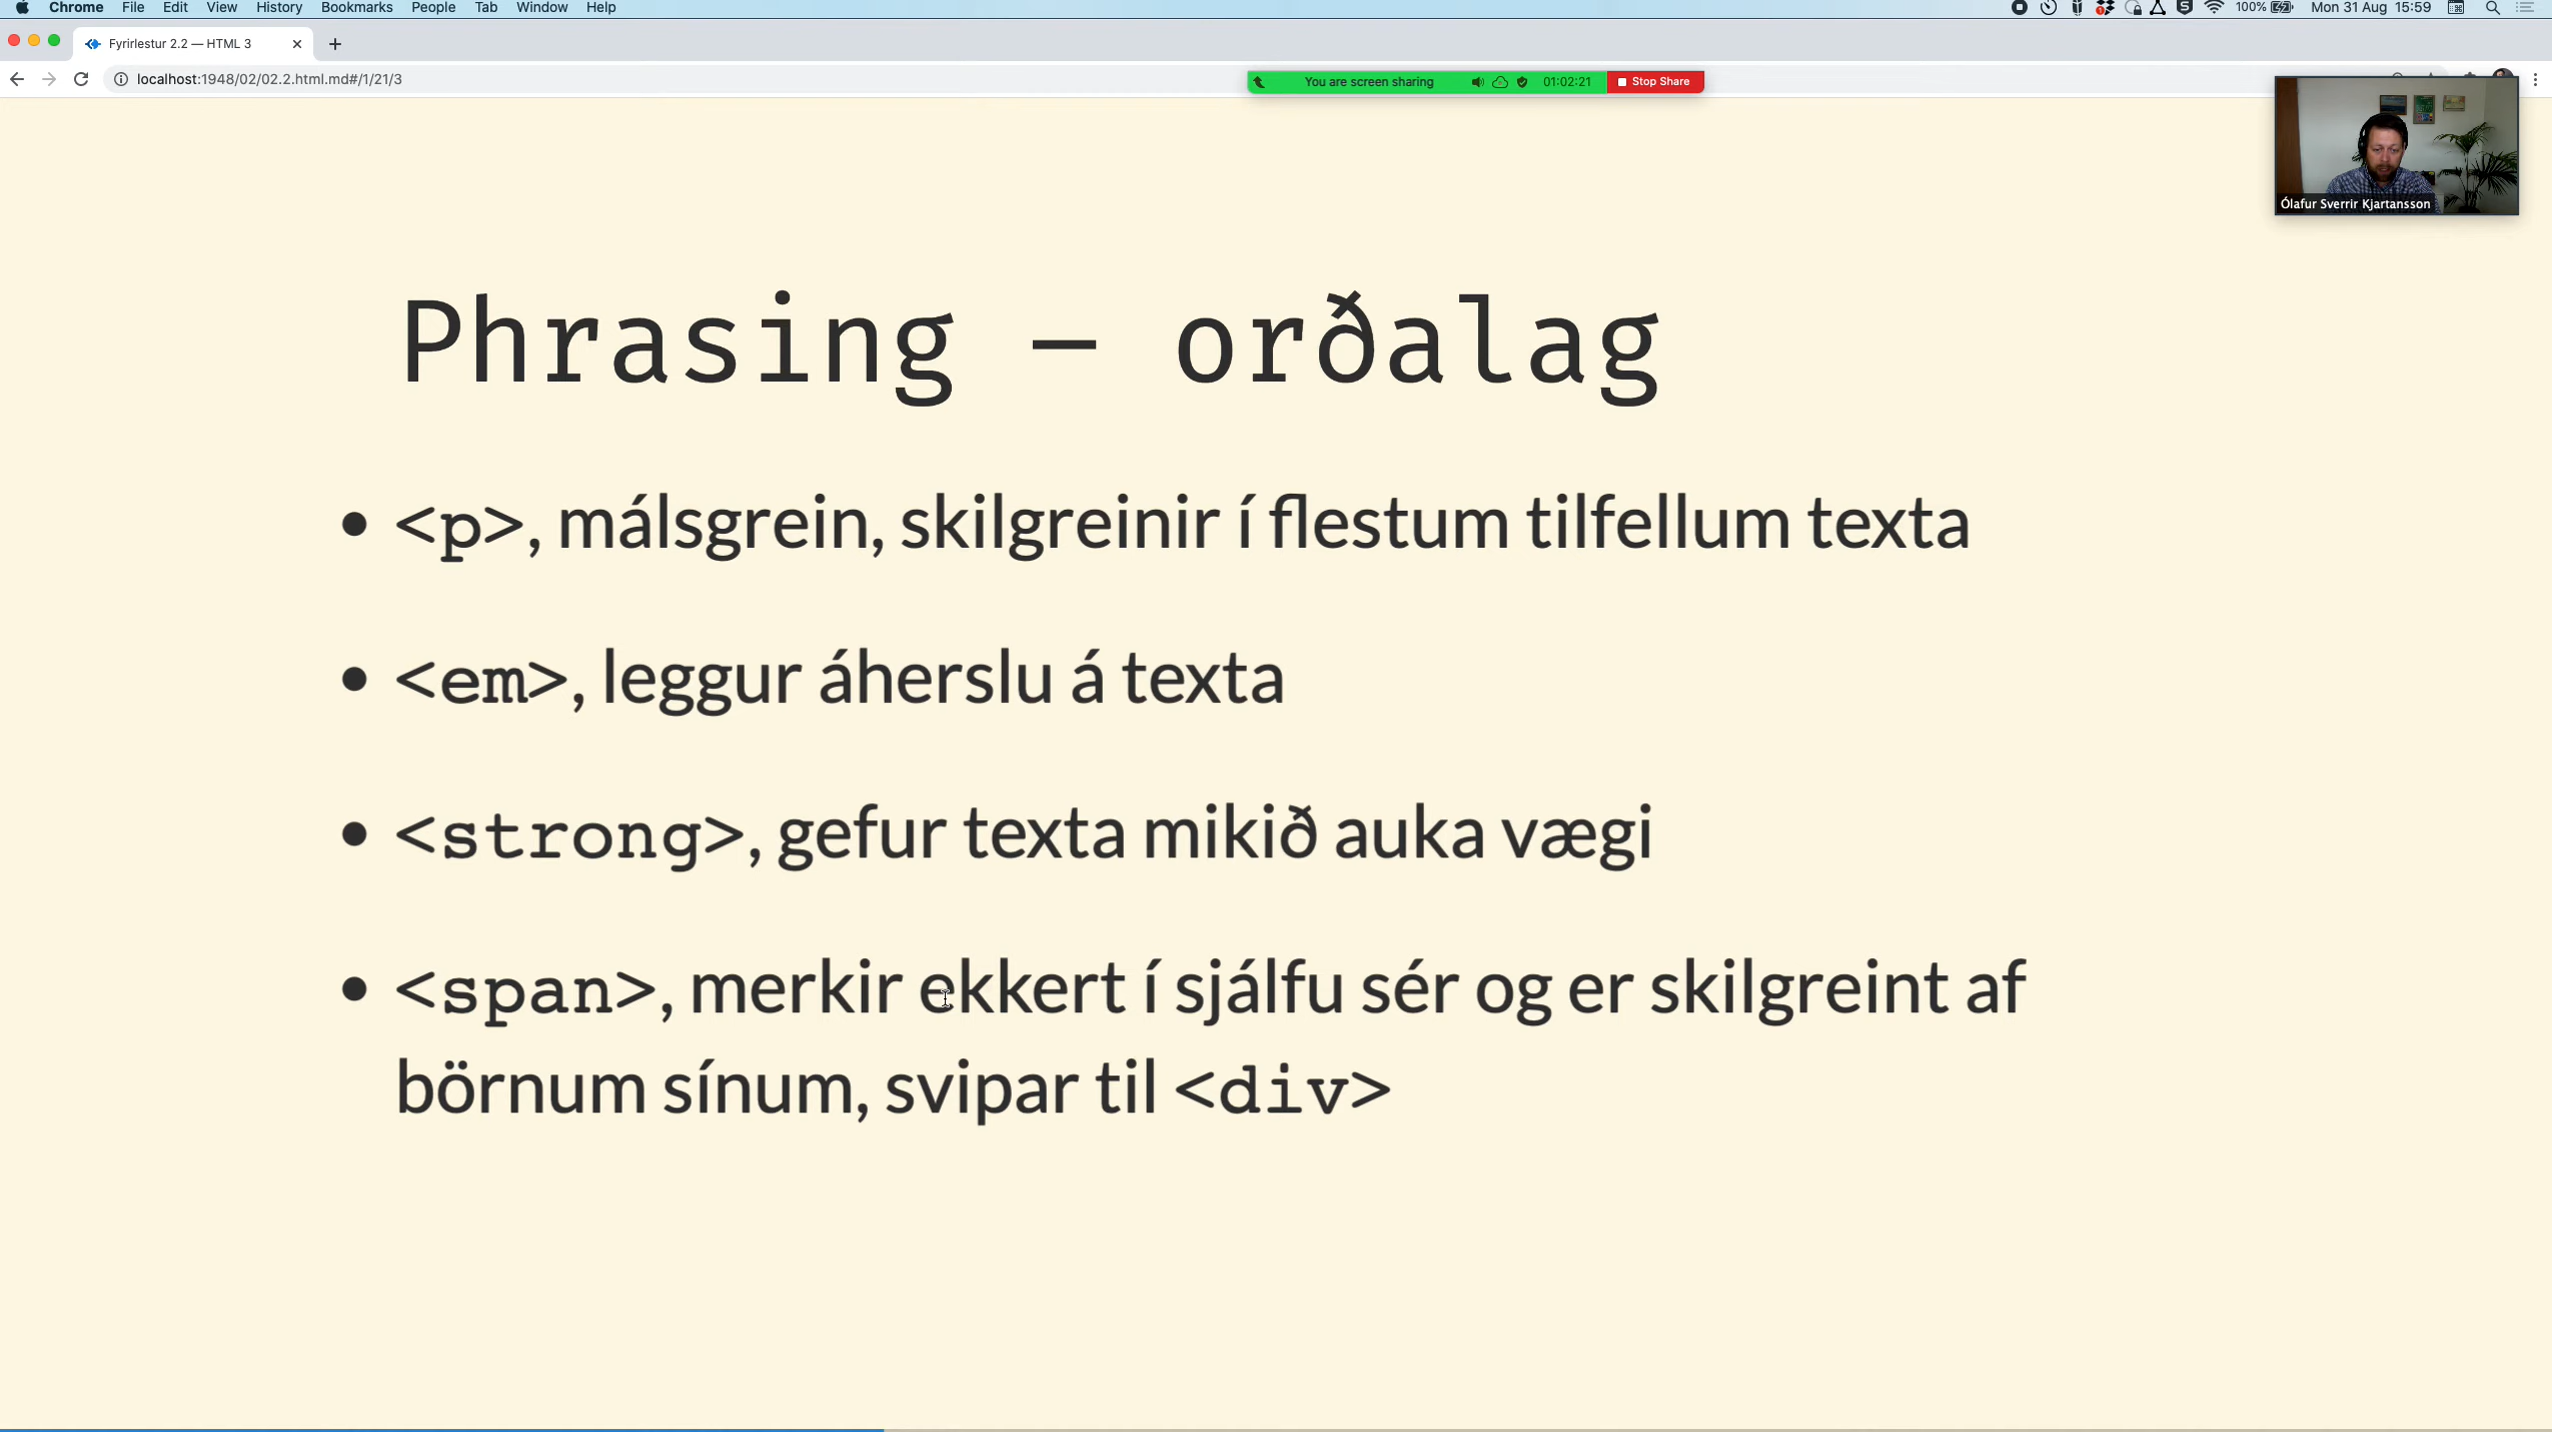 Chrome File Edit View History Bookmarks People Tab Window Help 100% Mon 31 Aug 15:59
Fyrirlestur 2.2 — HTML 3
localhost:1948/02/02.2.html.md#/1/21/3
You are screen sharing 01:02:21 Stop Share
Ólafur Sverrir Kjartansson
Phrasing — orðalag
• <p>, málsgrein, skilgreinir í flestum tilfellum texta
• <em>, leggur áherslu á texta
• <strong>, gefur texta mikið auka vægi
• <span>, merkir ekkert í sjálfu sér og er skilgreint af
börnum sínum, svipar til <div>